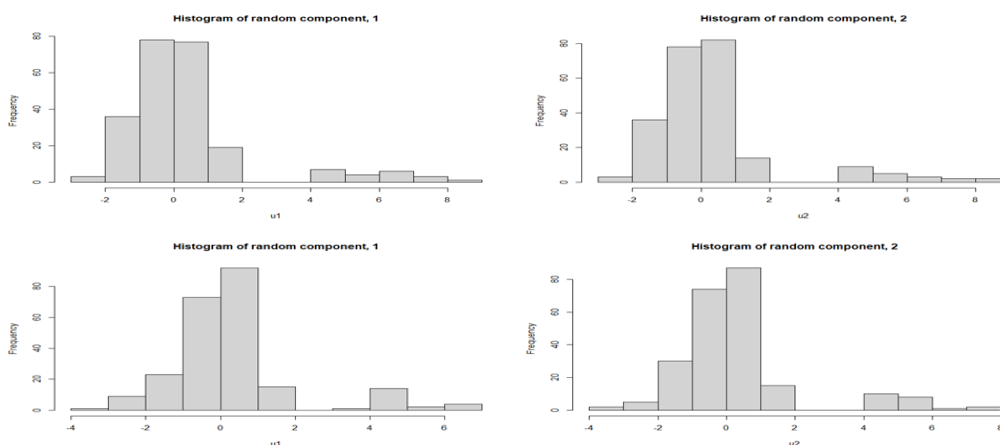 Histogram of random component, 1
Frequency
0 20 40 60 80
-2 0 2 4 6 8
u1
Histogram of random component, 2
Frequency
0 20 40 60 80
-2 0 2 4 6 8
u2
Histogram of random component, 1
Frequency
0 20 40 60 80
-4 -2 0 2 4 6
u1
Histogram of random component, 2
Frequency
0 20 40 60 80
-4 -2 0 2 4 6 8
u2